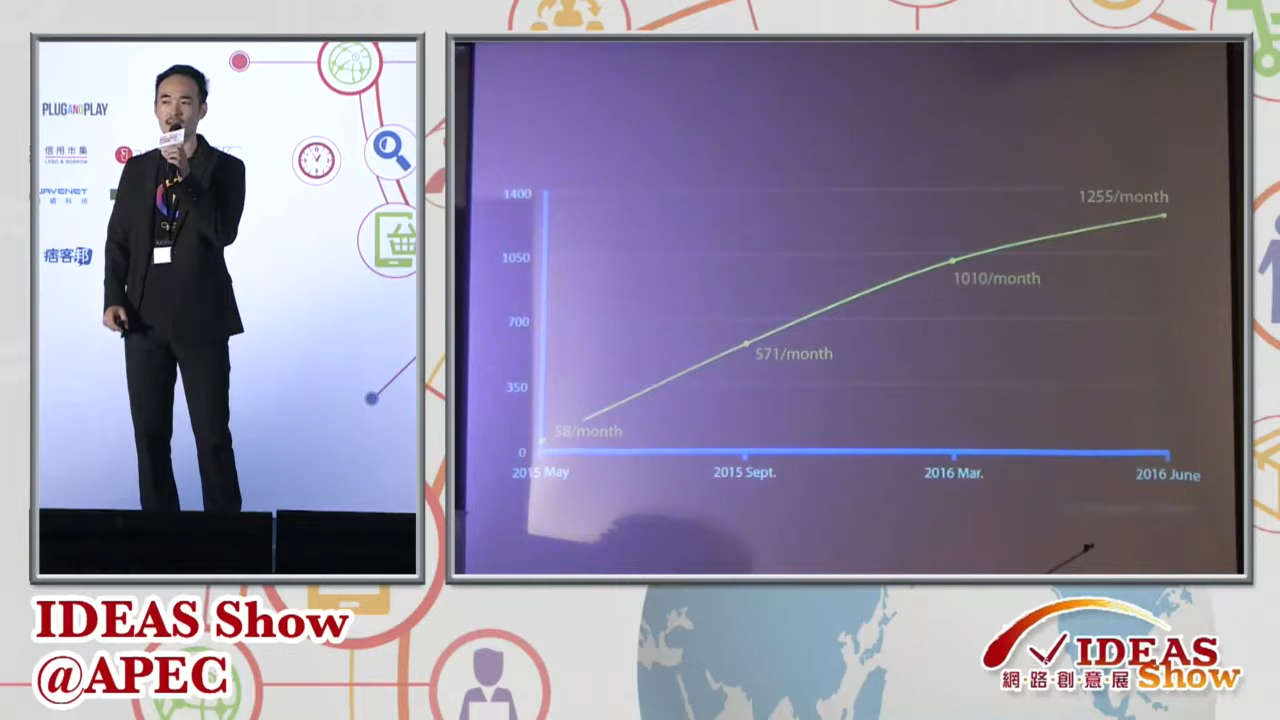 PLUGANDPLAY
信用市集
LEND & BORROW
痞客邦
1400
1255/month
1050
1010/month
700
571/month
350
58/month
0
2015 May
2015 Sept.
2016 Mar.
2016 June
IDEAS Show
@APEC
IDEAS
網·路·創·意·展
Show